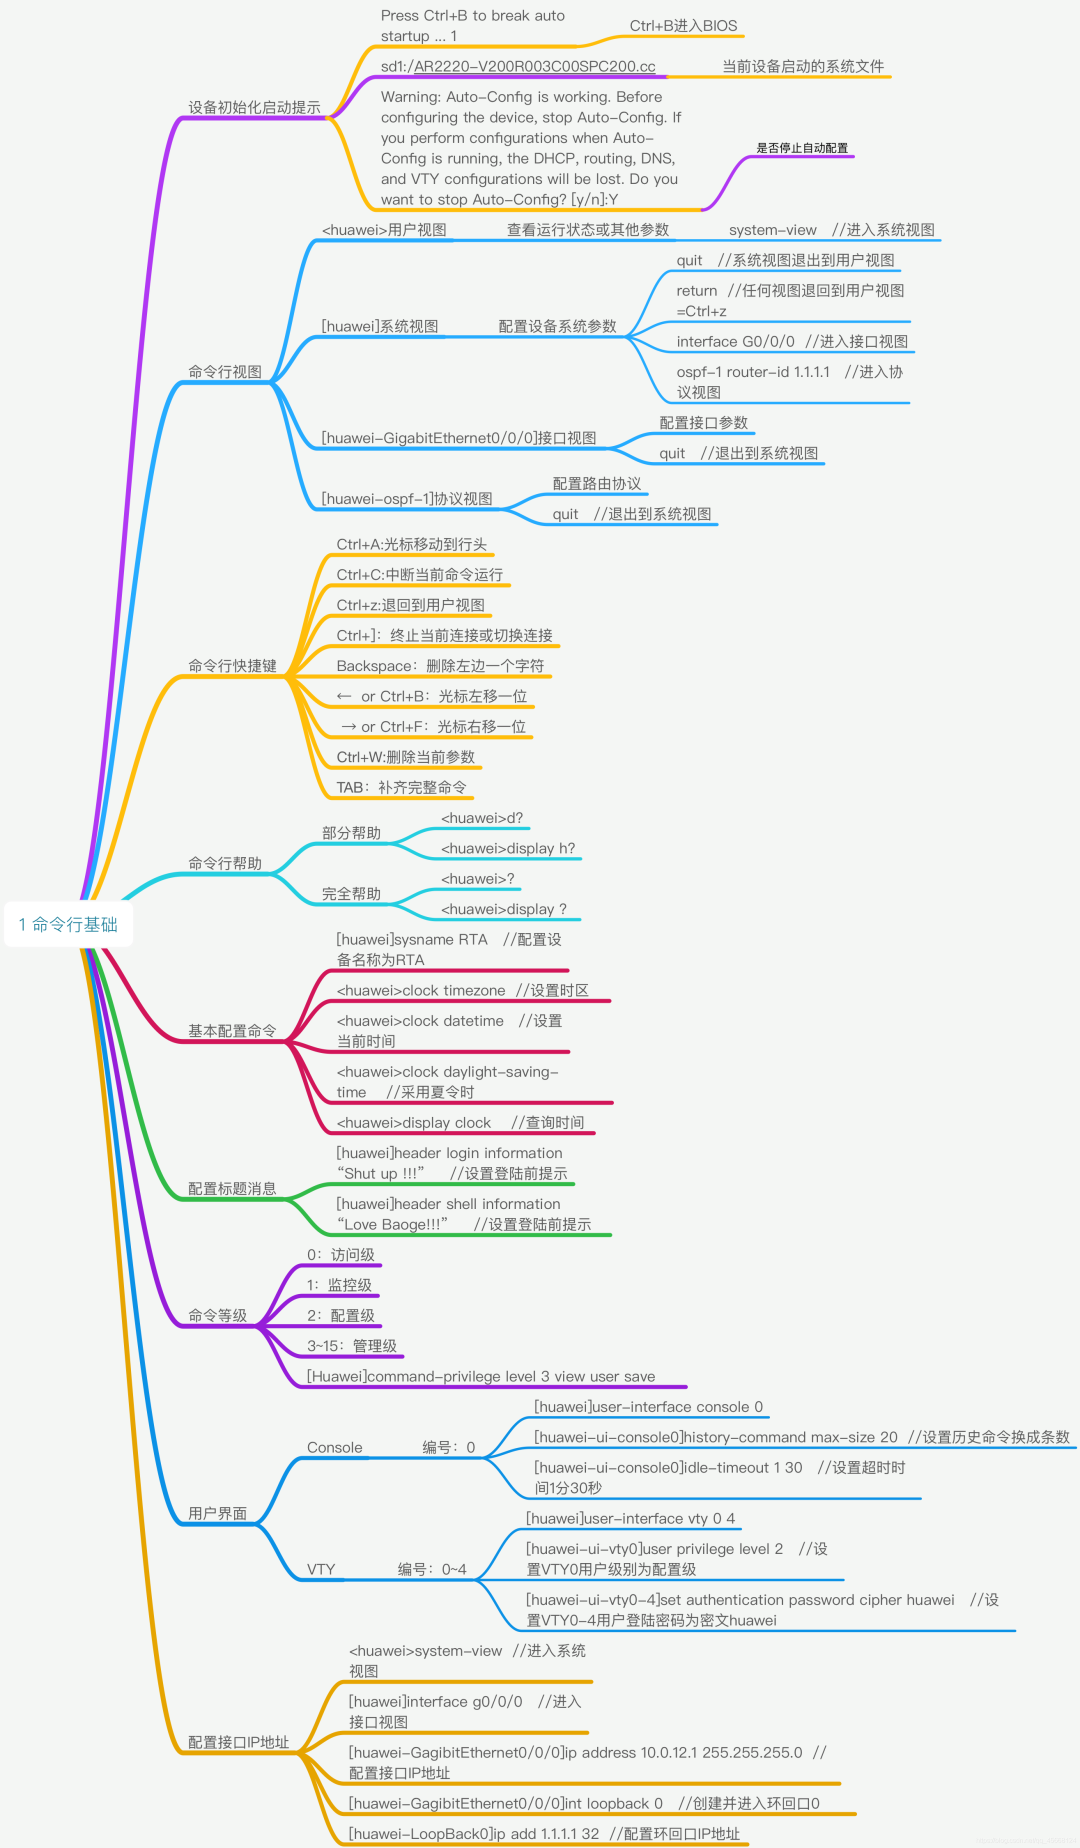 Press Ctrl+B to break auto
startup ... 1
Ctrl+B进入BIOS
sd1:/AR2220-V200R003C00SPC200.cc
当前设备启动的系统文件
设备初始化启动提示
Warning: Auto-Config is working. Before
configuring the device, stop Auto-Config. If
you perform configurations when Auto-
Config is running, the DHCP, routing, DNS,
and VTY configurations will be lost. Do you
want to stop Auto-Config? [y/n]:Y
是否停止自动配置
<huawei>用户视图
查看运行状态或其他参数
system-view //进入系统视图
quit //系统视图退出到用户视图
return //任何视图退回到用户视图
=Ctrl+z
[huawei]系统视图
配置设备系统参数
interface G0/0/0 //进入接口视图
ospf-1 router-id 1.1.1.1 //进入协
议视图
命令行视图
配置接口参数
[huawei-GigabitEthernet0/0/0]接口视图
quit //退出到系统视图
配置路由协议
[huawei-ospf-1]协议视图
quit //退出到系统视图
Ctrl+A:光标移动到行头
Ctrl+C:中断当前命令运行
Ctrl+z:退回到用户视图
Ctrl+]：终止当前连接或切换连接
命令行快捷键
Backspace：删除左边一个字符
← or Ctrl+B：光标左移一位
→ or Ctrl+F：光标右移一位
Ctrl+W:删除当前参数
TAB：补齐完整命令
<huawei>d?
部分帮助
<huawei>display h?
命令行帮助
<huawei>?
完全帮助
<huawei>display ?
1 命令行基础
[huawei]sysname RTA //配置设
备名称为RTA
<huawei>clock timezone //设置时区
<huawei>clock datetime //设置
当前时间
基本配置命令
<huawei>clock daylight-saving-
time //采用夏令时
<huawei>display clock //查询时间
[huawei]header login information
“Shut up !!!” //设置登陆前提示
配置标题消息
[huawei]header shell information
“Love Baoge!!!” //设置登陆前提示
0：访问级
1：监控级
命令等级
2：配置级
3~15：管理级
[Huawei]command-privilege level 3 view user save
[huawei]user-interface console 0
Console
编号：0
[huawei-ui-console0]history-command max-size 20 //设置历史命令换成条数
[huawei-ui-console0]idle-timeout 1 30 //设置超时时
间1分30秒
用户界面
[huawei]user-interface vty 0 4
VTY
编号：0~4
[huawei-ui-vty0]user privilege level 2 //设
置VTY0用户级别为配置级
[huawei-ui-vty0-4]set authentication password cipher huawei //设
置VTY0-4用户登陆密码为密文huawei
<huawei>system-view //进入系统
视图
[huawei]interface g0/0/0 //进入
接口视图
配置接口IP地址
[huawei-GagibitEthernet0/0/0]ip address 10.0.12.1 255.255.255.0 //
配置接口IP地址
[huawei-GagibitEthernet0/0/0]int loopback 0 //创建并进入环回口0
[huawei-LoopBack0]ip add 1.1.1.1 32 //配置环回口IP地址